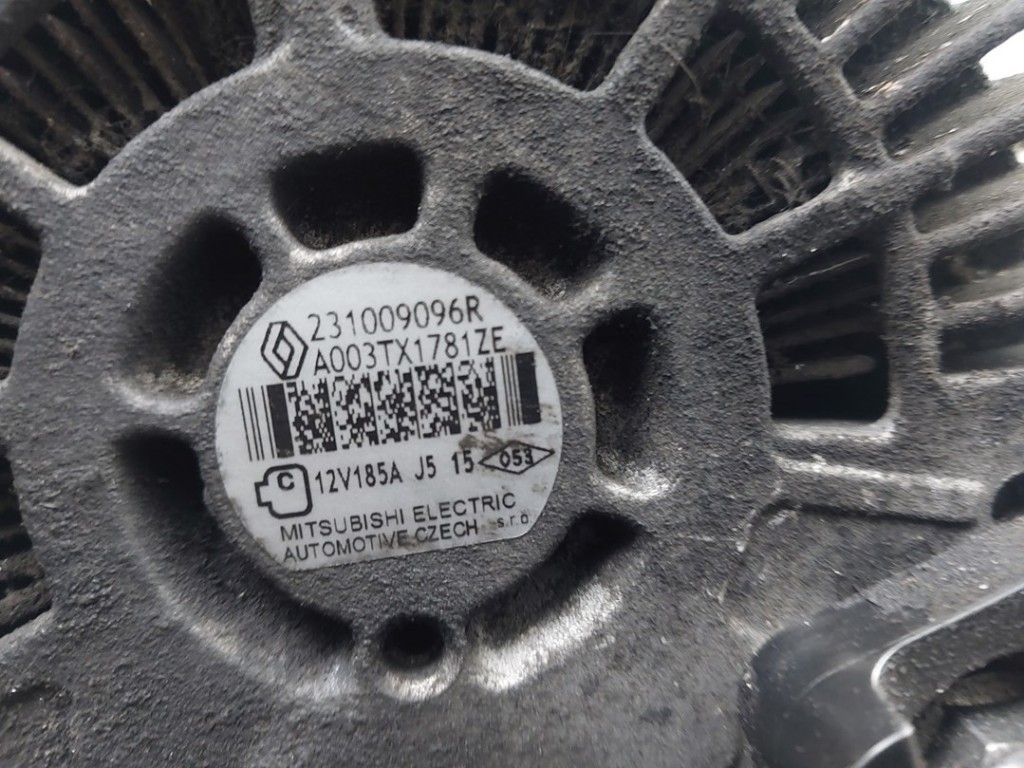 231009096R
A003TX1781ZE
C 12V185A J5 15 053
MITSUBISHI ELECTRIC
AUTOMOTIVE CZECH s.r.o.